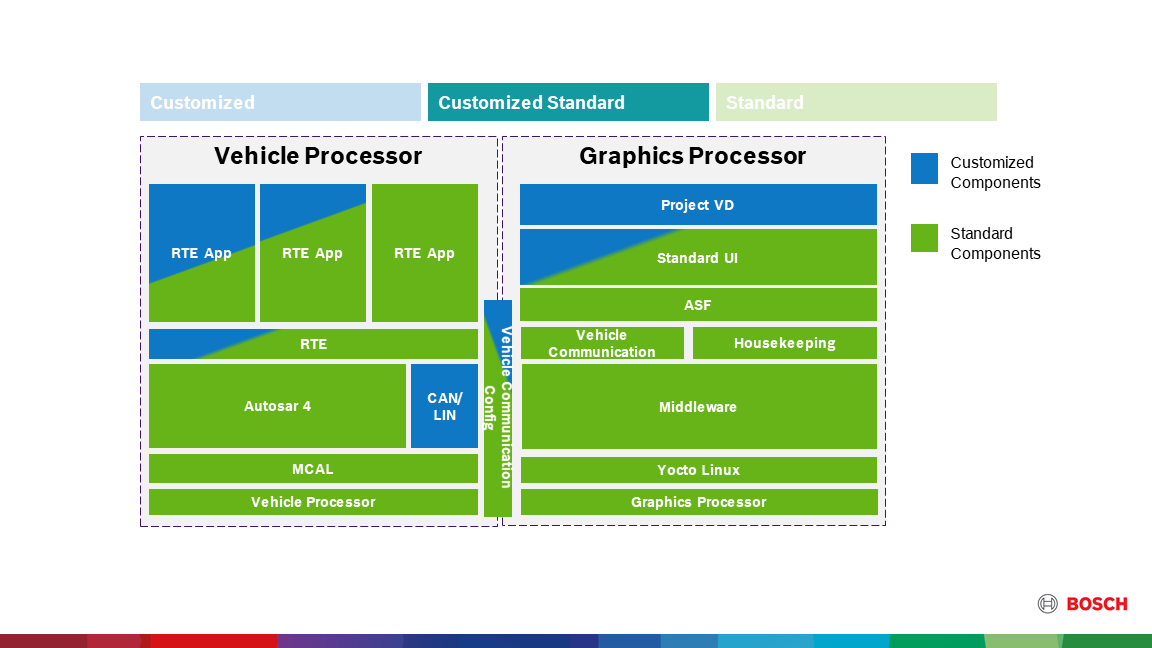 Customized
Customized Standard
Standard
Vehicle Processor
Graphics Processor
Customized
Components
Standard
Components
RTE App
RTE App
RTE App
RTE
Autosar 4
CAN/
LIN
MCAL
Vehicle Processor
Vehicle Communication
Config
Project VD
Standard UI
ASF
Vehicle
Communication
Housekeeping
Middleware
Yocto Linux
Graphics Processor
BOSCH